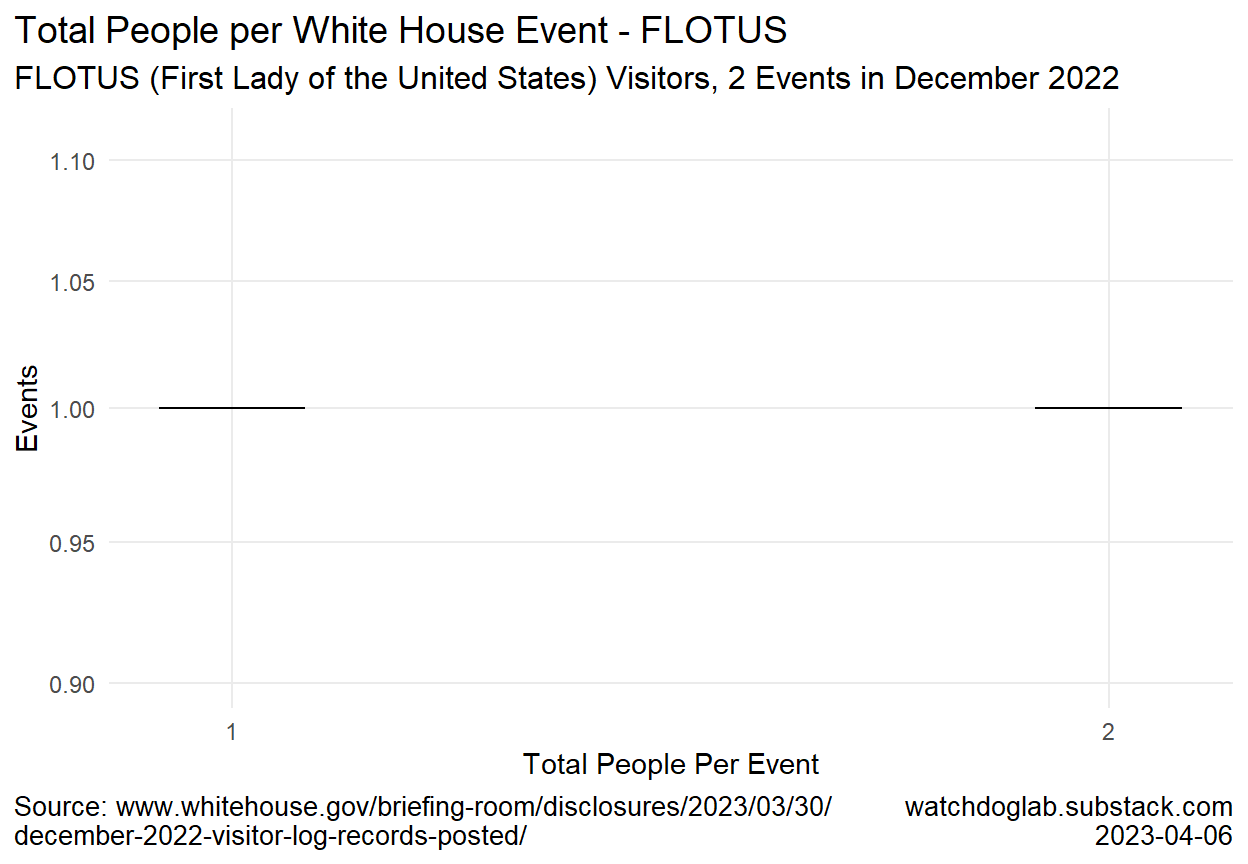 Total People per White House Event - FLOTUS
FLOTUS (First Lady of the United States) Visitors, 2 Events in December 2022
1.10
1.05
1.00
0.95
0.90
Events
1
2
Total People Per Event
Source: www.whitehouse.gov/briefing-room/disclosures/2023/03/30/
december-2022-visitor-log-records-posted/
watchdoglab.substack.com
2023-04-06